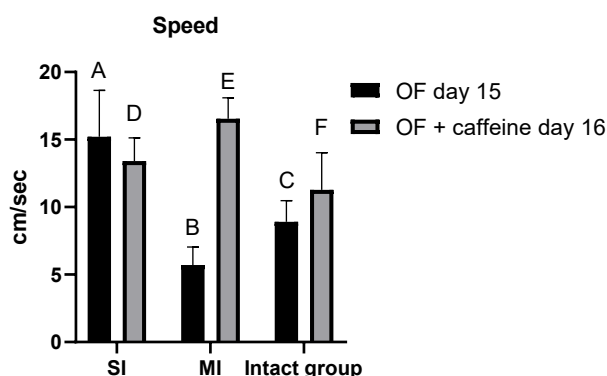 Speed
20
15
10
5
0
cm/sec
A
D
B
E
C
F
SI
MI
Intact group
OF day 15
OF + caffeine day 16